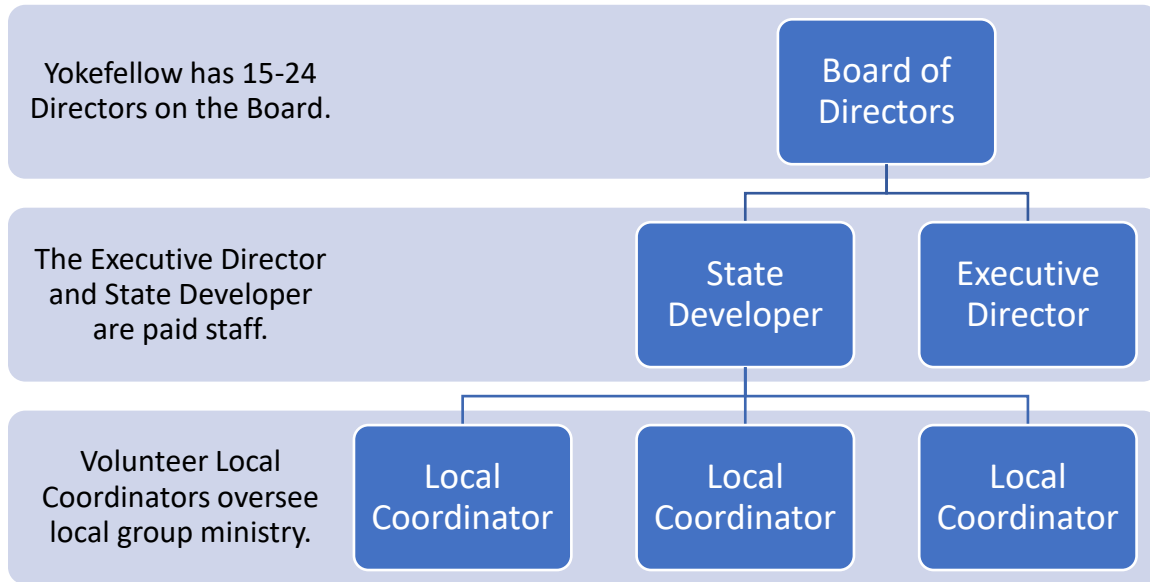 Yokefellow has 15-24
Directors on the Board.
Board of
Directors
The Executive Director
and State Developer
are paid staff.
State
Developer
Executive
Director
Volunteer Local
Coordinators oversee
local group ministry.
Local
Coordinator
Local
Coordinator
Local
Coordinator